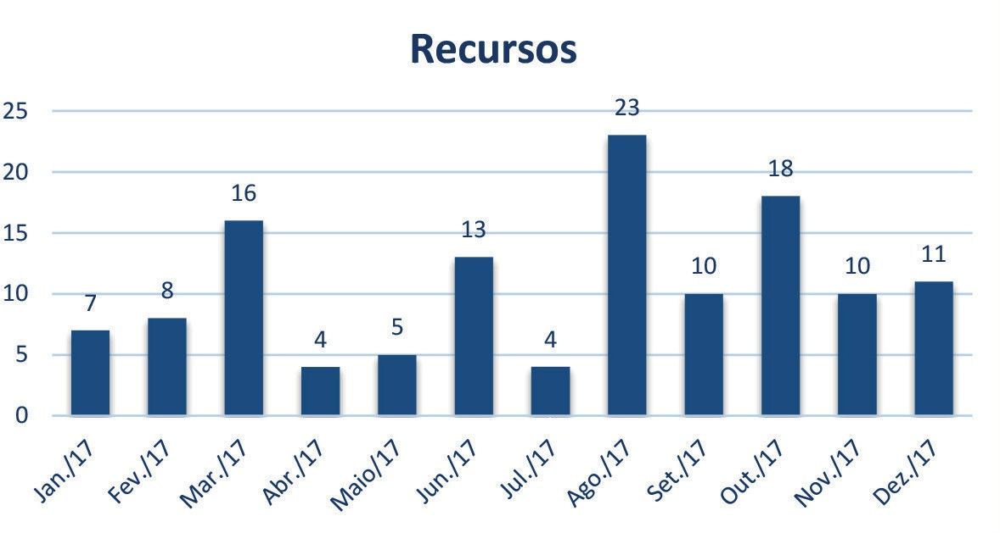 Recursos
25
20
15
10
5
0
7
8
16
4
5
13
4
23
10
18
10
11
Jan./17
Fev./17
Mar./17
Abr./17
Maio/17
Jun./17
Jul./17
Ago./17
Set./17
Out./17
Nov./17
Dez./17